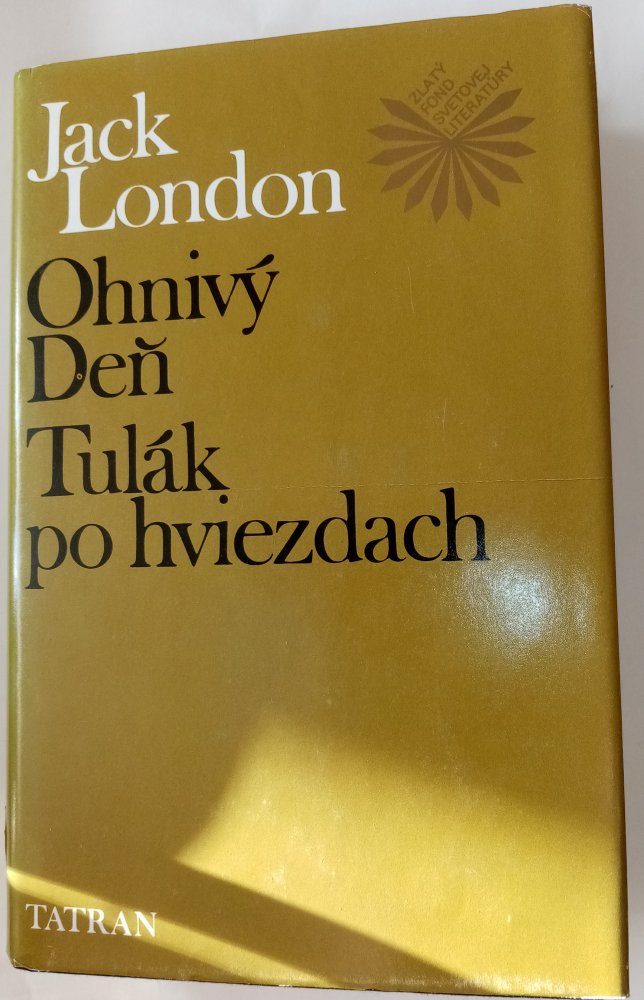 Jack
London
ZLATÝ
FOND
SVETOVEJ
LITERATÚRY
Ohnivý
Deň
Tulák
po hviezdach
TATRAN